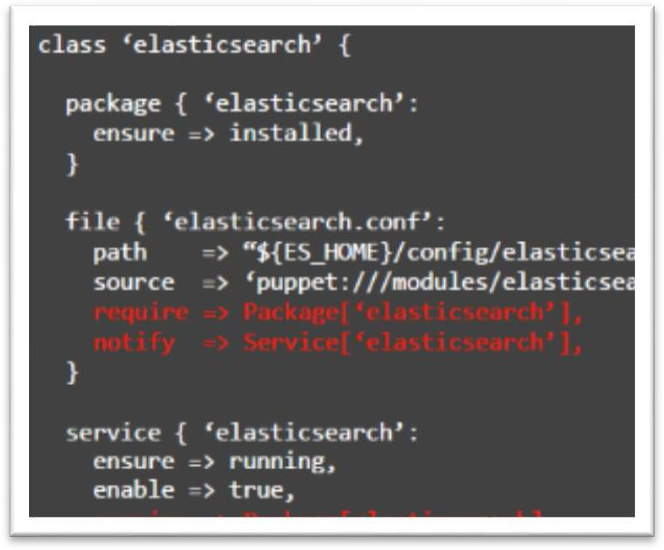 class ‘elasticsearch’ {
package { ‘elasticsearch’:
ensure => installed,
}
file { ‘elasticsearch.conf’:
path => “${ES_HOME}/config/elasticsea
source => ‘puppet:///modules/elasticsea
require => Package[‘elasticsearch’],
notify => Service[‘elasticsearch’],
}
service { ‘elasticsearch’:
ensure => running,
enable => true,